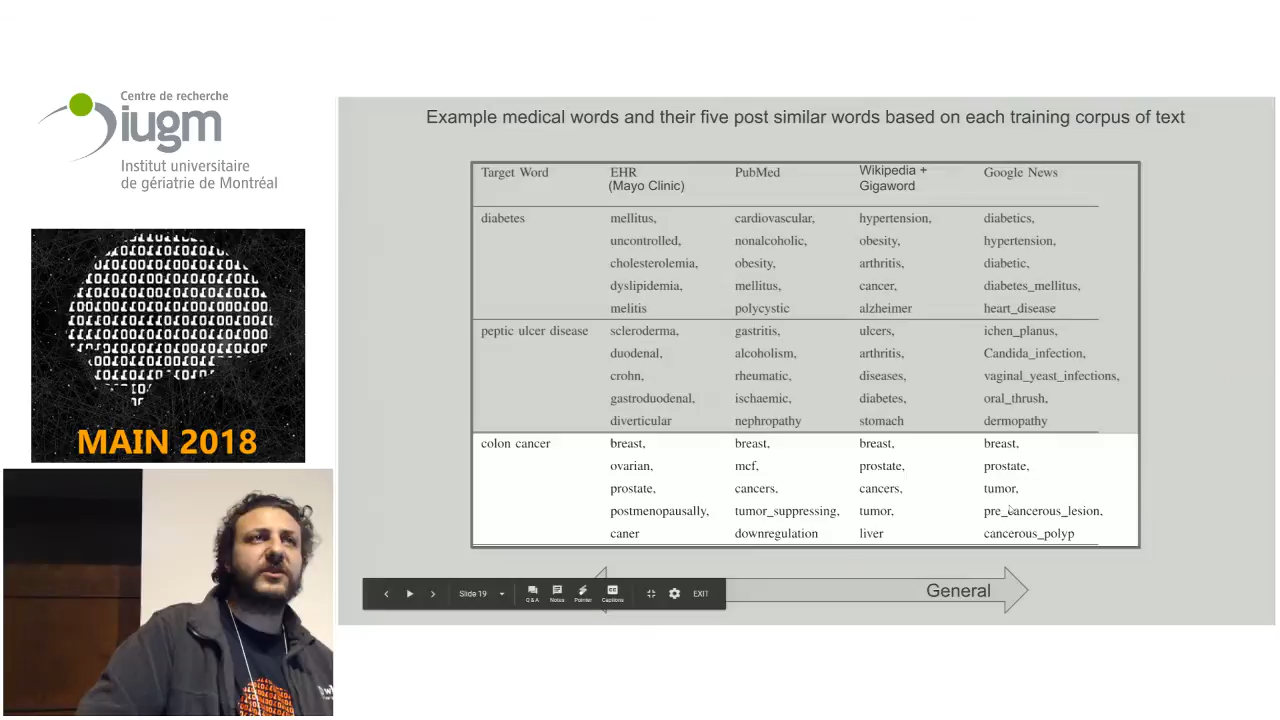 Centre de recherche
iugm
Institut universitaire
de gériatrie de Montréal
MAIN 2018
Example medical words and their five post similar words based on each training corpus of text
Target Word EHR (Mayo Clinic) PubMed Wikipedia + Gigaword Google News
diabetes mellitus, cardiovascular, hypertension, diabetics,
uncontrolled, nonalcoholic, obesity, hypertension,
cholesterolemia, obesity, arthritis, diabetic,
dyslipidemia, mellitus, cancer, diabetes_mellitus,
melitis polycystic alzheimer heart_disease
peptic ulcer disease scleroderma, gastritis, ulcers, ichen_planus,
duodenal, alcoholism, arthritis, Candida_infection,
crohn, rheumatic, diseases, vaginal_yeast_infections,
gastroduodenal, ischaemic, diabetes, oral_thrush,
diverticular nephropathy stomach dermopathy
colon cancer breast, breast, breast, breast,
ovarian, mcf, prostate, prostate,
prostate, cancers, cancers, tumor,
postmenopausally, tumor_suppressing, tumor, pre_cancerous_lesion,
caner downregulation liver cancerous_polyp
General
Slide 19 Q & A Notes Pointer Captions EXIT